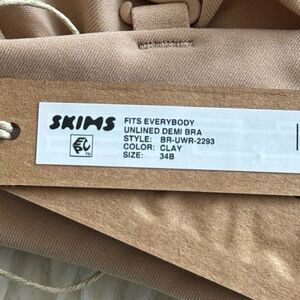 SKIMS
FITS EVERYBODY
UNLINED DEMI BRA
STYLE: BR-UWR-2293
COLOR: CLAY
SIZE: 34B